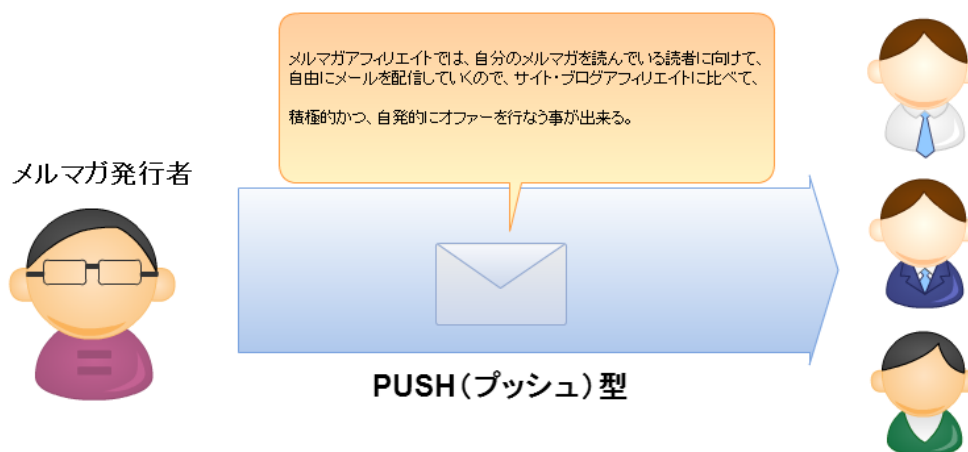 メルマガアフィリエイトでは、自分のメルマガを読んでいる読者に向けて、
自由にメールを配信していくので、サイト・ブログアフィリエイトに比べて、
積極的かつ、自発的にオファーを行なう事が出来る。
メルマガ発行者
PUSH(プッシュ)型